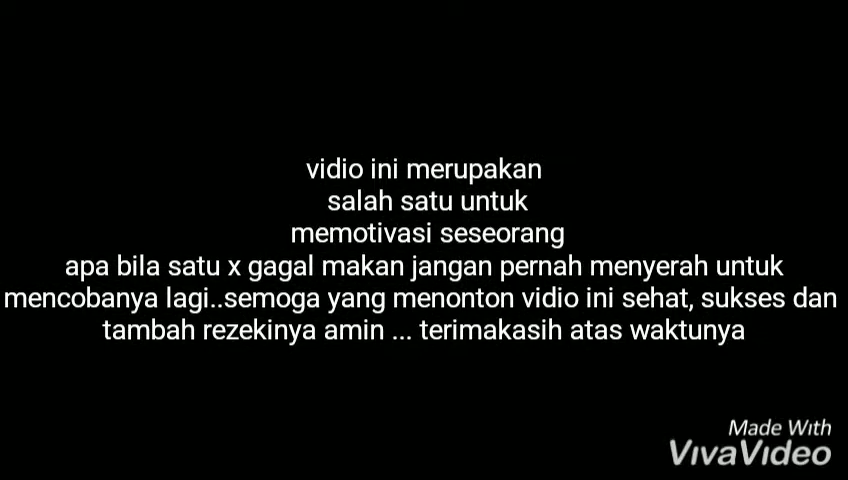 vidio ini merupakan
salah satu untuk
memotivasi seseorang
apa bila satu x gagal makan jangan pernah menyerah untuk
mencobanya lagi..semoga yang menonton vidio ini sehat, sukses dan
tambah rezekinya amin ... terimakasih atas waktunya
Made With
VivaVideo